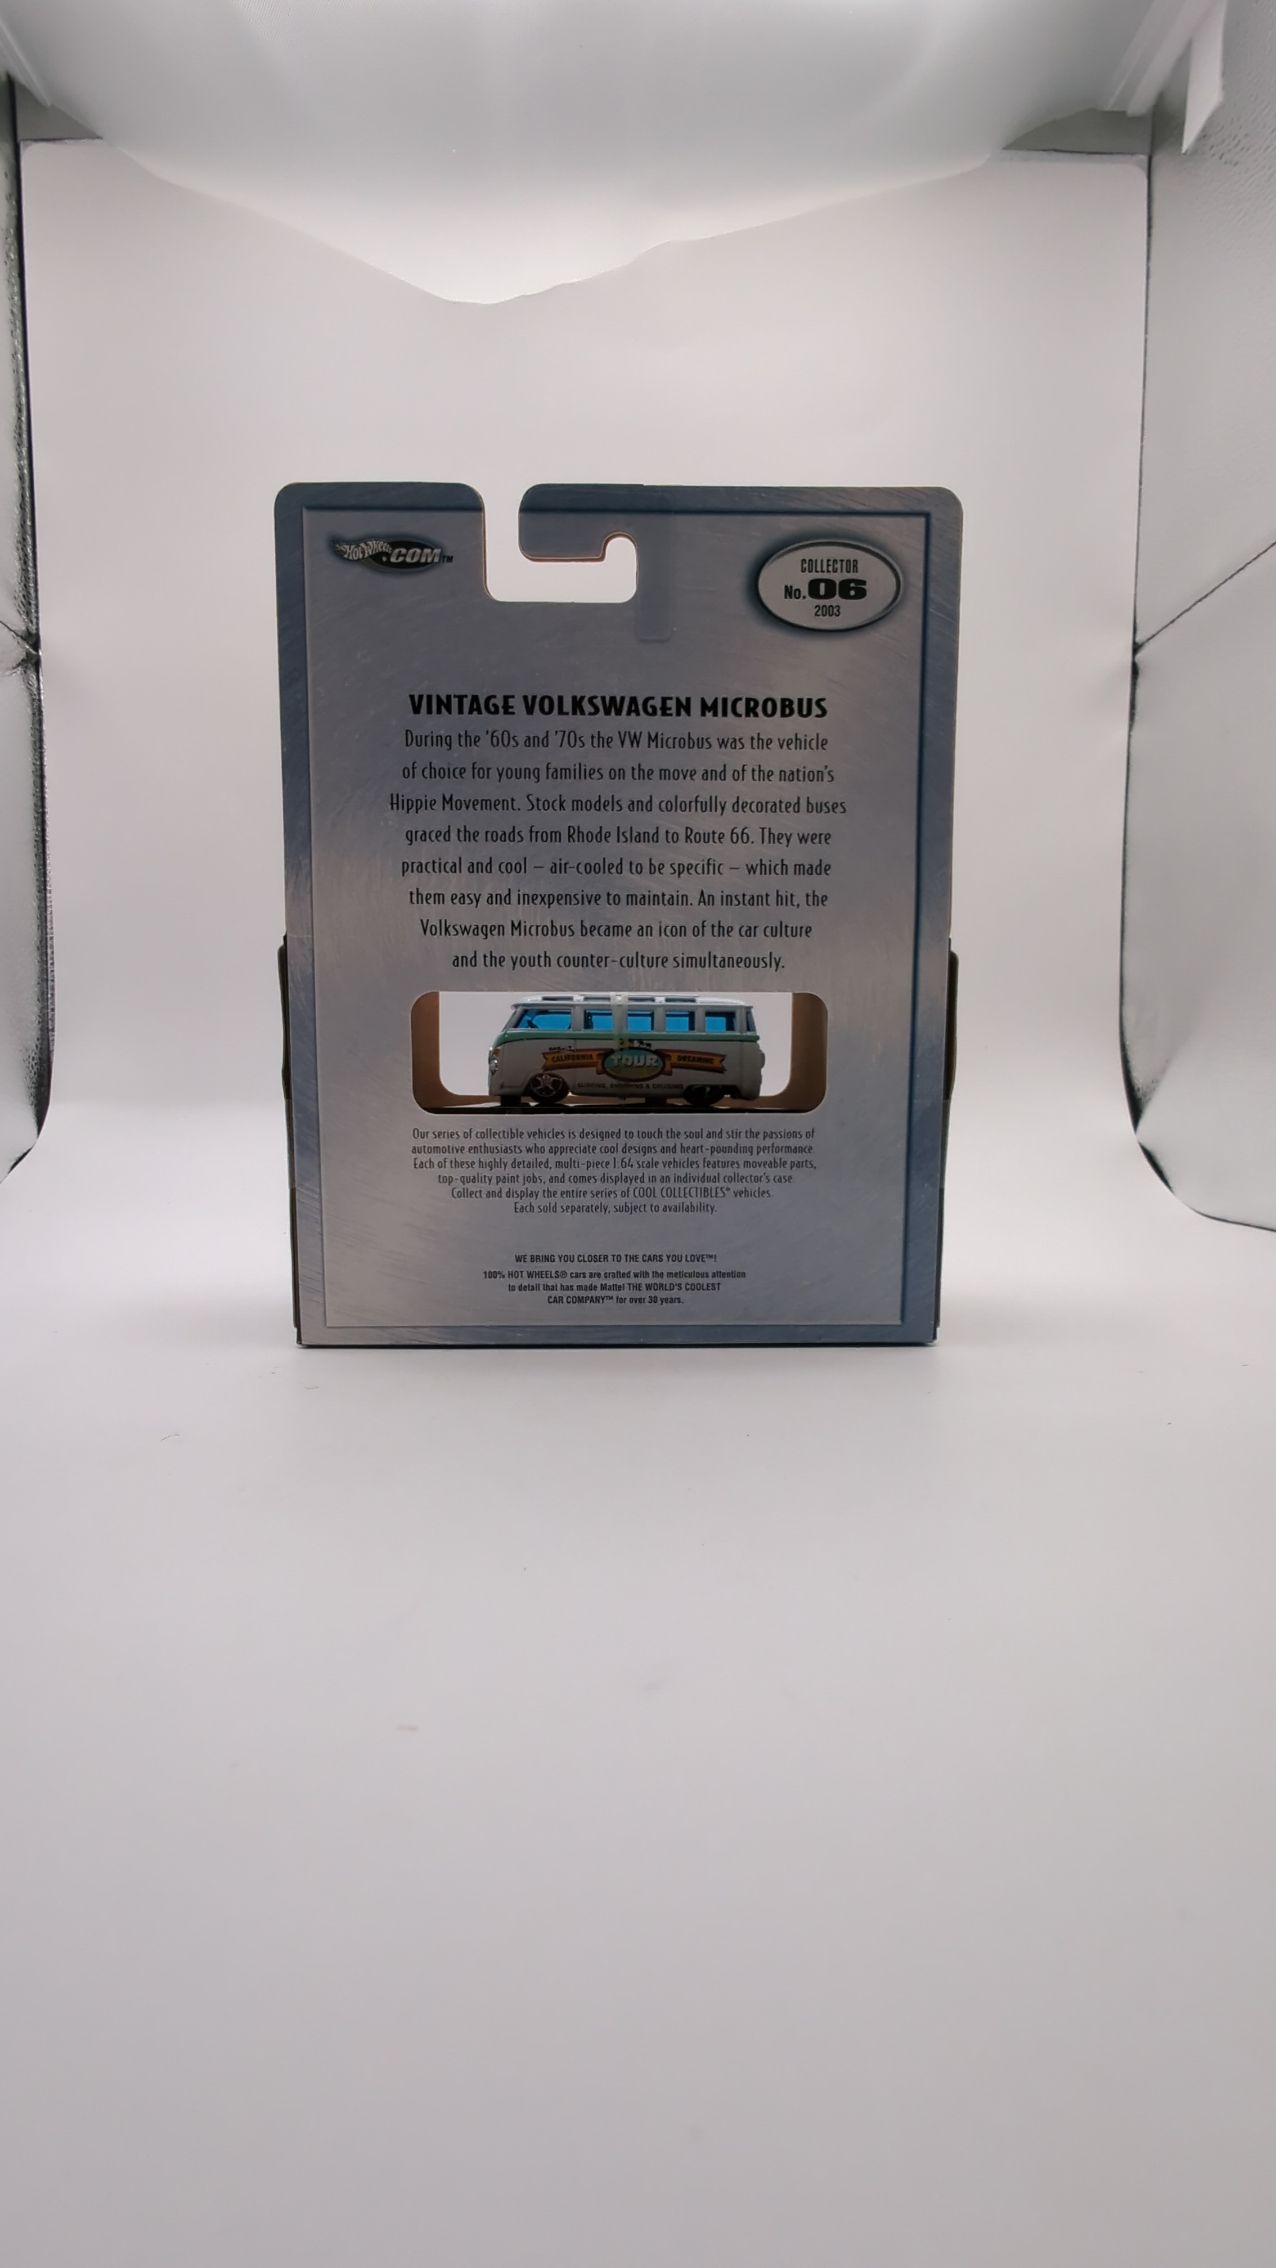 Hot Wheels.COM™
COLLECTOR
No.06
2003
VINTAGE VOLKSWAGEN MICROBUS
During the '60s and '70s the VW Microbus was the vehicle
of choice for young families on the move and of the nation's
Hippie Movement. Stock models and colorfully decorated buses
graced the roads from Rhode Island to Route 66. They were
practical and cool – air-cooled to be specific – which made
them easy and inexpensive to maintain. An instant hit, the
Volkswagen Microbus became an icon of the car culture
and the youth counter-culture simultaneously.
CALIFORNIA TOUR DREAMING
& CRUISING
Our series of collectible vehicles is designed to touch the soul and stir the passions of
automotive enthusiasts who appreciate cool designs and heart-pounding performance.
Each of these highly detailed, multi-piece 1:64 scale vehicles features moveable parts,
top-quality paint jobs, and comes displayed in an individual collector's case.
Collect and display the entire series of COOL COLLECTIBLES® vehicles.
Each sold separately, subject to availability.
WE BRING YOU CLOSER TO THE CARS YOU LOVE™!
100% HOT WHEELS® cars are crafted with the meticulous attention
to detail that has made Mattel THE WORLD'S COOLEST
CAR COMPANY™ for over 30 years.